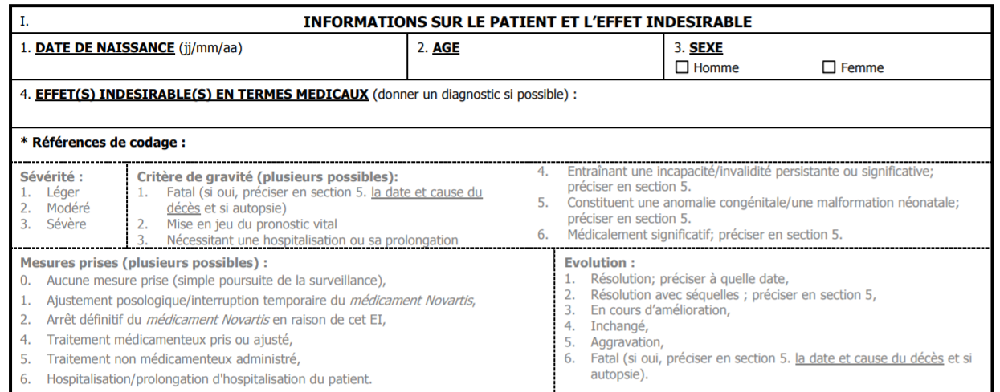 I. INFORMATIONS SUR LE PATIENT ET L'EFFET INDESIRABLE
1. DATE DE NAISSANCE (jj/mm/aa)
2. AGE
3. SEXE
☐ Homme ☐ Femme
4. EFFET(S) INDESIRABLE(S) EN TERMES MEDICAUX (donner un diagnostic si possible) :
* Références de codage :
Sévérité :
1. Léger
2. Modéré
3. Sévère
Critère de gravité (plusieurs possibles):
1. Fatal (si oui, préciser en section 5. la date et cause du
décès et si autopsie)
2. Mise en jeu du pronostic vital
3. Nécessitant une hospitalisation ou sa prolongation
4. Entraînant une incapacité/invalidité persistante ou significative;
préciser en section 5.
5. Constituent une anomalie congénitale/une malformation néonatale;
préciser en section 5.
6. Médicalement significatif; préciser en section 5.
Mesures prises (plusieurs possibles) :
0. Aucune mesure prise (simple poursuite de la surveillance),
1. Ajustement posologique/interruption temporaire du médicament Novartis,
2. Arrêt définitif du médicament Novartis en raison de cet EI,
4. Traitement médicamenteux pris ou ajusté,
5. Traitement non médicamenteux administré,
6. Hospitalisation/prolongation d'hospitalisation du patient.
Evolution :
1. Résolution; préciser à quelle date,
2. Résolution avec séquelles ; préciser en section 5,
3. En cours d'amélioration,
4. Inchangé,
5. Aggravation,
6. Fatal (si oui, préciser en section 5. la date et cause du décès et si
autopsie).